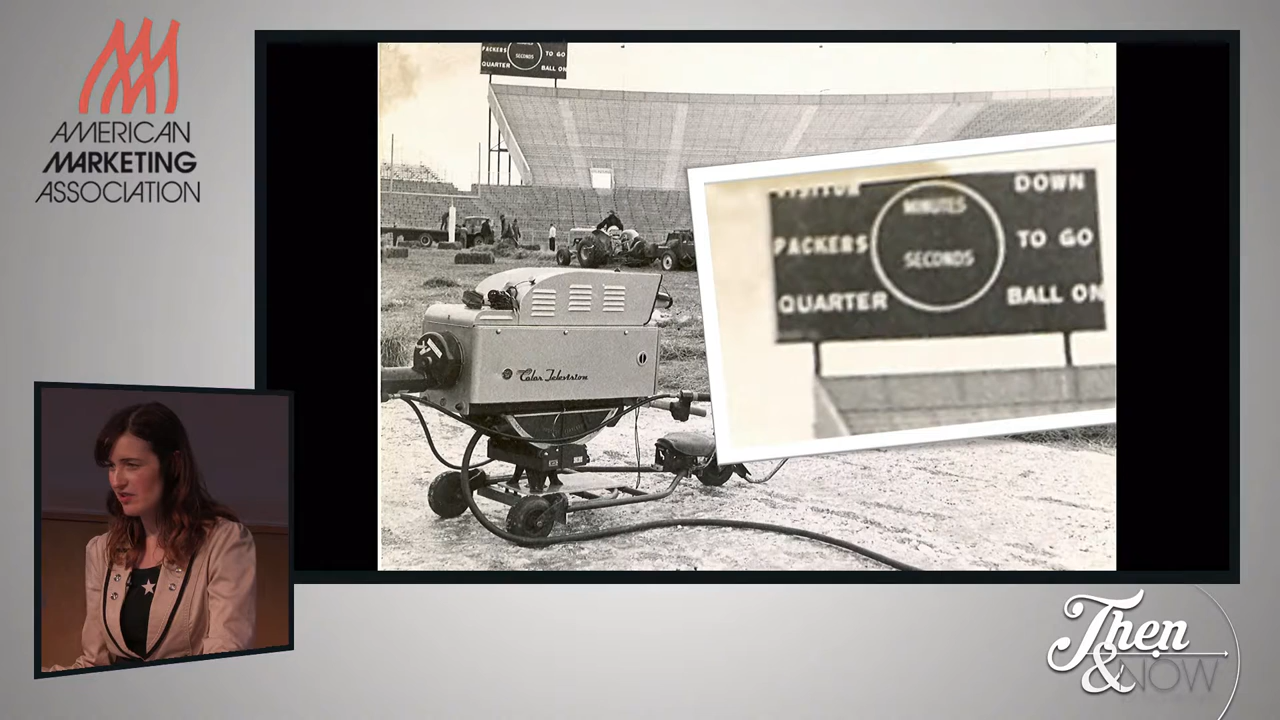 AMERICAN
MARKETING
ASSOCIATION
PACKERS
SECONDS
TO GO
QUARTER
BALL ON
VISITOR
MINUTES
DOWN
PACKERS
SECONDS
TO GO
QUARTER
BALL ON
Color Television
Then
& NOW